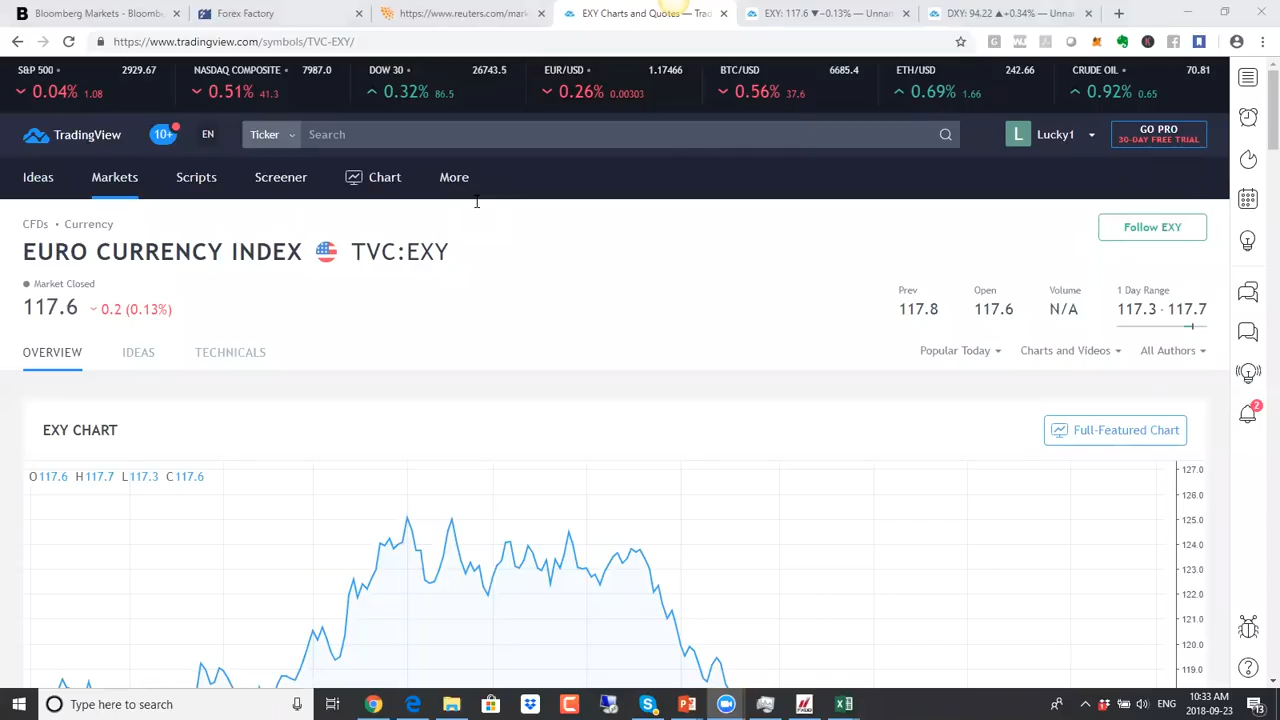 Bloomberg Markets - Bloomb
Forex Factory
https://www.reuters.com/mar
EXY Charts and Quotes — Trad
EXY: 117.6 ▼−0.13% — Unnam
DXY: 94.22 ▲+0.34% — Unnam
https://www.tradingview.com/symbols/TVC-EXY/
S&P 500 2929.67
0.04% 1.08
NASDAQ COMPOSITE 7987.0
0.51% 41.3
DOW 30 26743.5
0.32% 86.5
EUR/USD 1.17466
0.26% 0.00303
BTC/USD 6685.4
0.56% 37.6
ETH/USD 242.66
0.69% 1.66
CRUDE OIL 70.81
0.92% 0.65
TradingView 10+ EN Ticker Search L Lucky1 GO PRO
30-DAY FREE TRIAL
Ideas Markets Scripts Screener Chart More
CFDs • Currency
EURO CURRENCY INDEX TVC:EXY
Follow EXY
Market Closed
117.6 0.2 (0.13%)
Prev Open Volume 1 Day Range
117.8 117.6 N/A 117.3 - 117.7
OVERVIEW IDEAS TECHNICALS
Popular Today Charts and Videos All Authors
EXY CHART
Full-Featured Chart
O117.6 H117.7 L117.3 C117.6
127.0
126.0
125.0
124.0
123.0
122.0
121.0
120.0
119.0
2
Type here to search
ENG
10:33 AM
2018-09-23
13